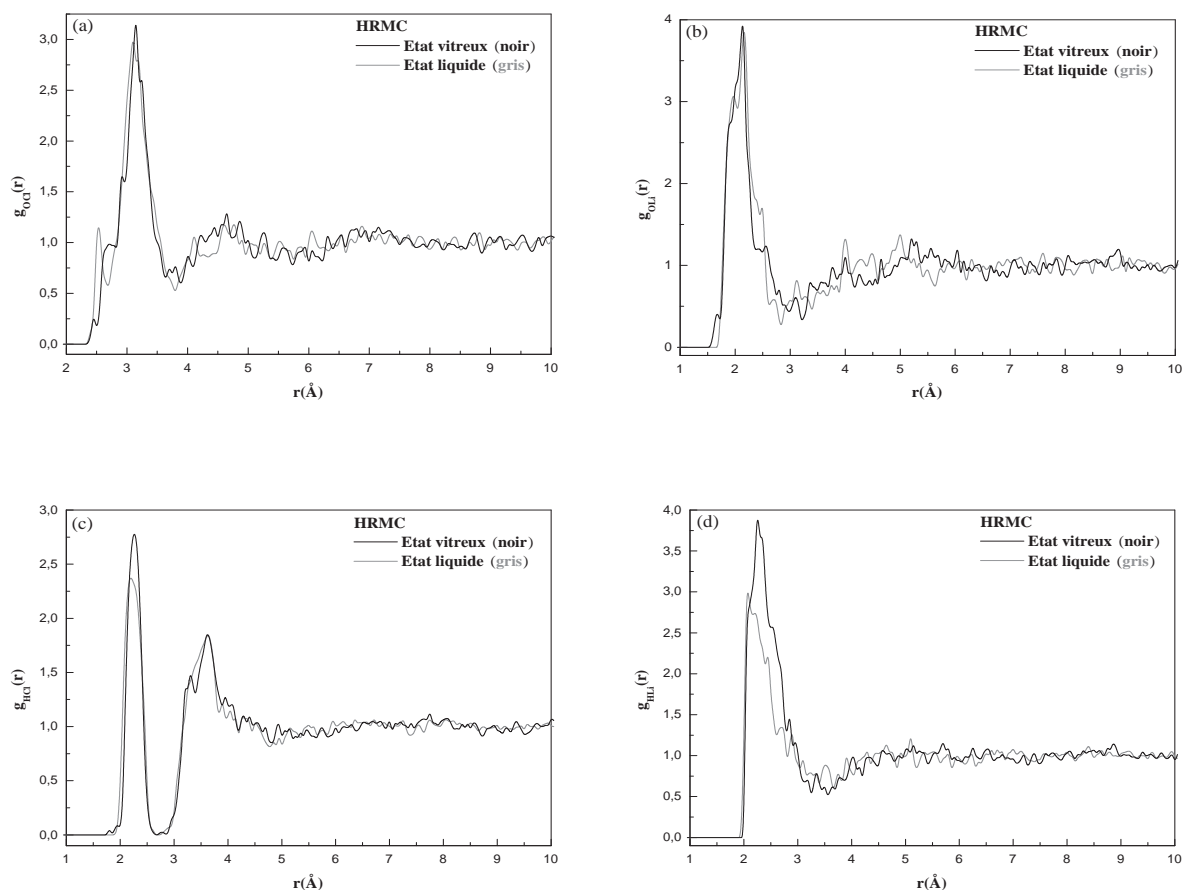 (a)
HRMC
Etat vitreux (noir)
Etat liquide (gris)
3,0
2,5
2,0
1,5
1,0
0,5
0,0
gOCl(r)
2 3 4 5 6 7 8 9 10
r(Å)
(b)
HRMC
Etat vitreux (noir)
Etat liquide (gris)
4
3
2
1
0
gOLi(r)
1 2 3 4 5 6 7 8 9 10
r(Å)
(c)
HRMC
Etat vitreux (noir)
Etat liquide (gris)
3,0
2,5
2,0
1,5
1,0
0,5
0,0
gHCl(r)
1 2 3 4 5 6 7 8 9 10
r(Å)
(d)
HRMC
Etat vitreux (noir)
Etat liquide (gris)
4,0
3,5
3,0
2,5
2,0
1,5
1,0
0,5
0,0
gHLi(r)
1 2 3 4 5 6 7 8 9 10
r(Å)